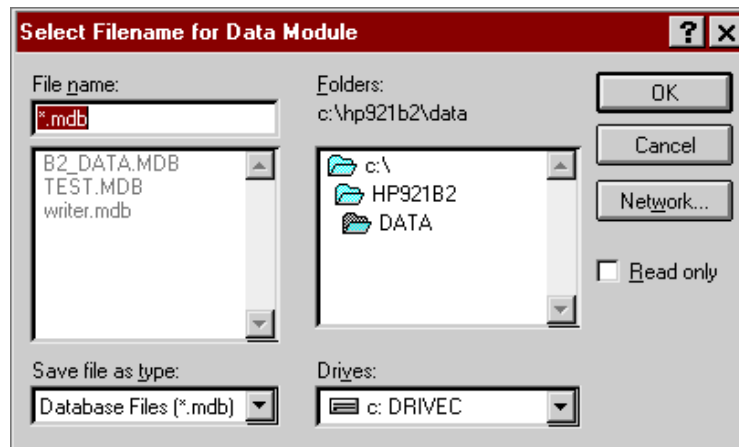 Select Filename for Data Module
File name:
*.mdb
B2_DATA.MDB
TEST.MDB
writer.mdb
Save file as type:
Database Files (*.mdb)
Folders:
c:\hp921b2\data
c:\
HP921B2
DATA
Drives:
c: DRIVEC
OK
Cancel
Network...
Read only